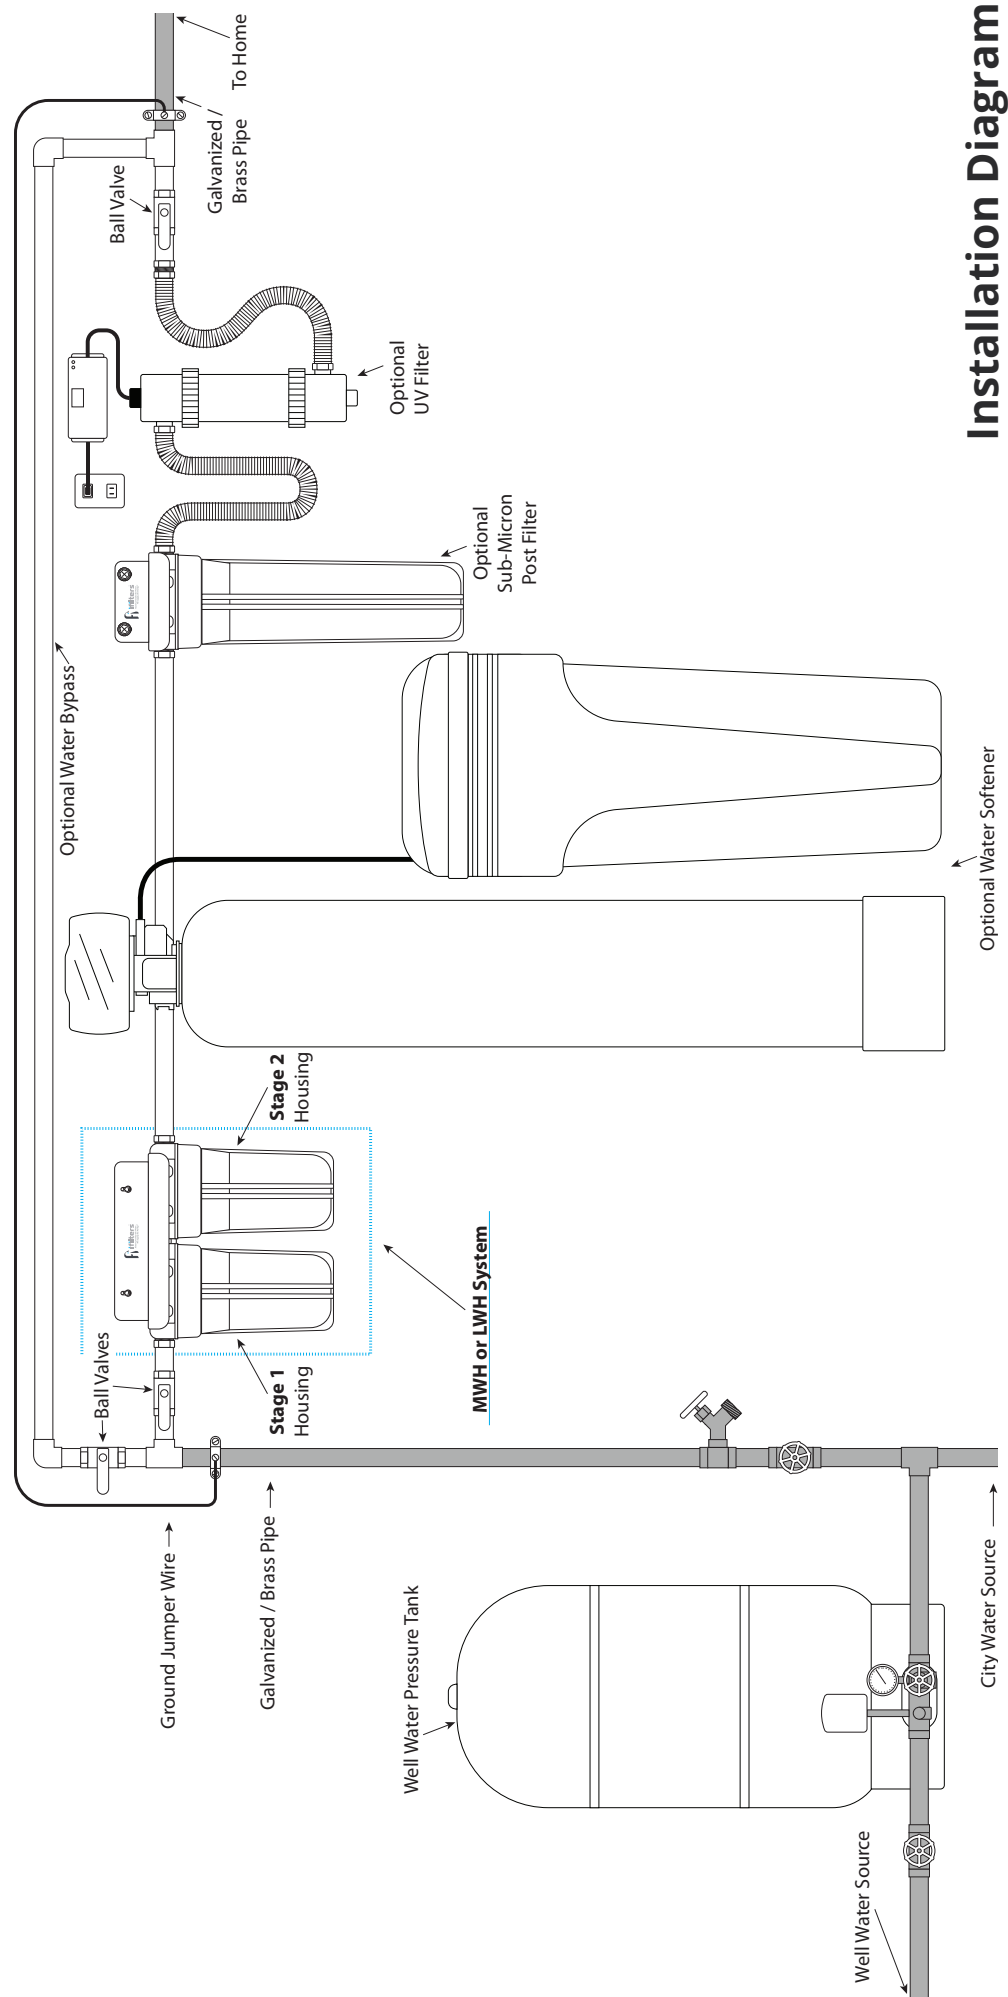 Installation Diagram
To Home
Galvanized /
Brass Pipe
Ball Valve
Optional
UV Filter
Optional
Sub-Micron
Post Filter
Optional Water Bypass
Optional Water Softener
Stage 2
Housing
Stage 1
Housing
MWH or LWH System
Ball Valves
Ground Jumper Wire
Galvanized / Brass Pipe
Well Water Pressure Tank
City Water Source
Well Water Source
filters
filters